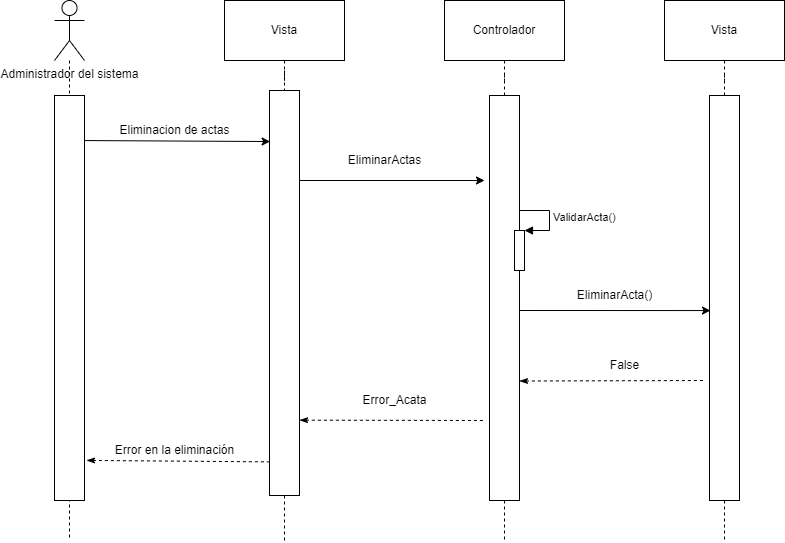 Vista
Controlador
Vista
Administrador del sistema
Eliminacion de actas
EliminarActas
ValidarActa()
EliminarActa()
False
Error_Acata
Error en la eliminación